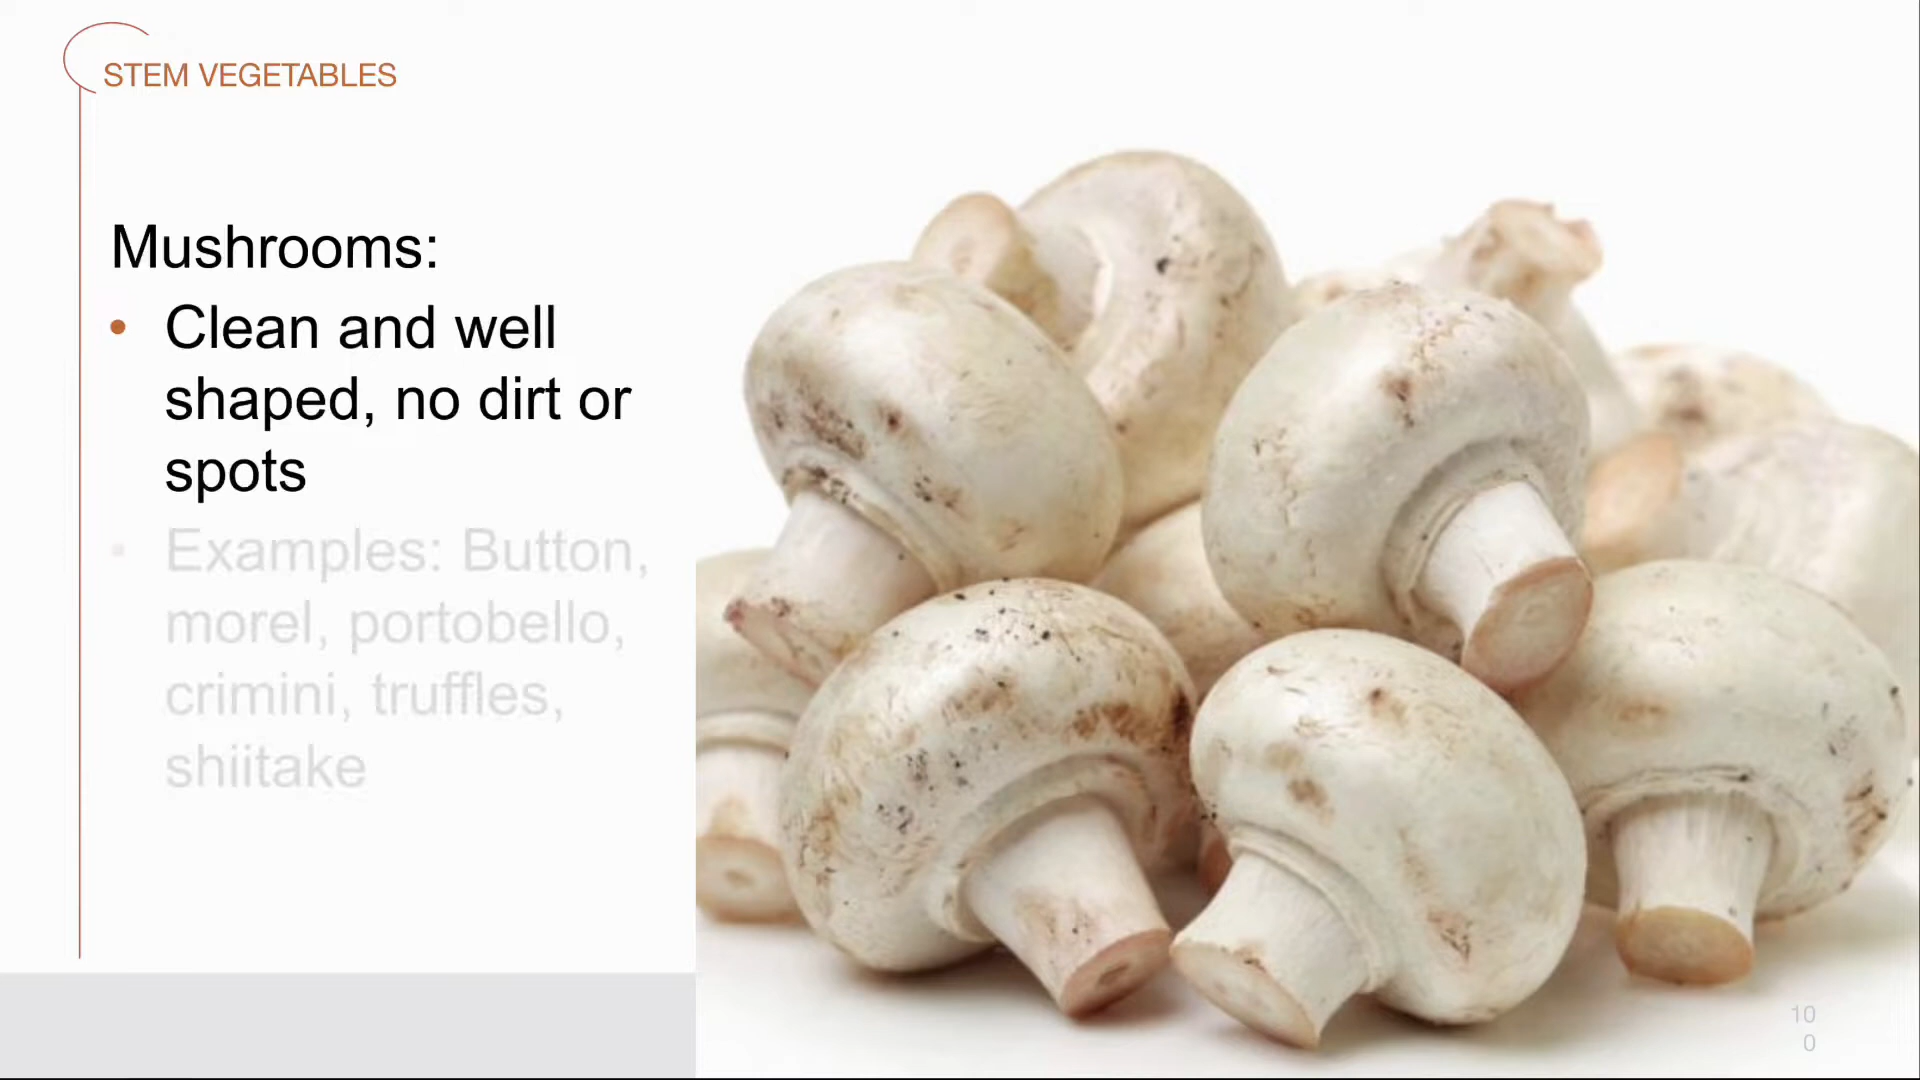 STEM VEGETABLES
Mushrooms:
• Clean and well
shaped, no dirt or
spots
• Examples: Button,
morel, portobello,
crimini, truffles,
shiitake
10
0